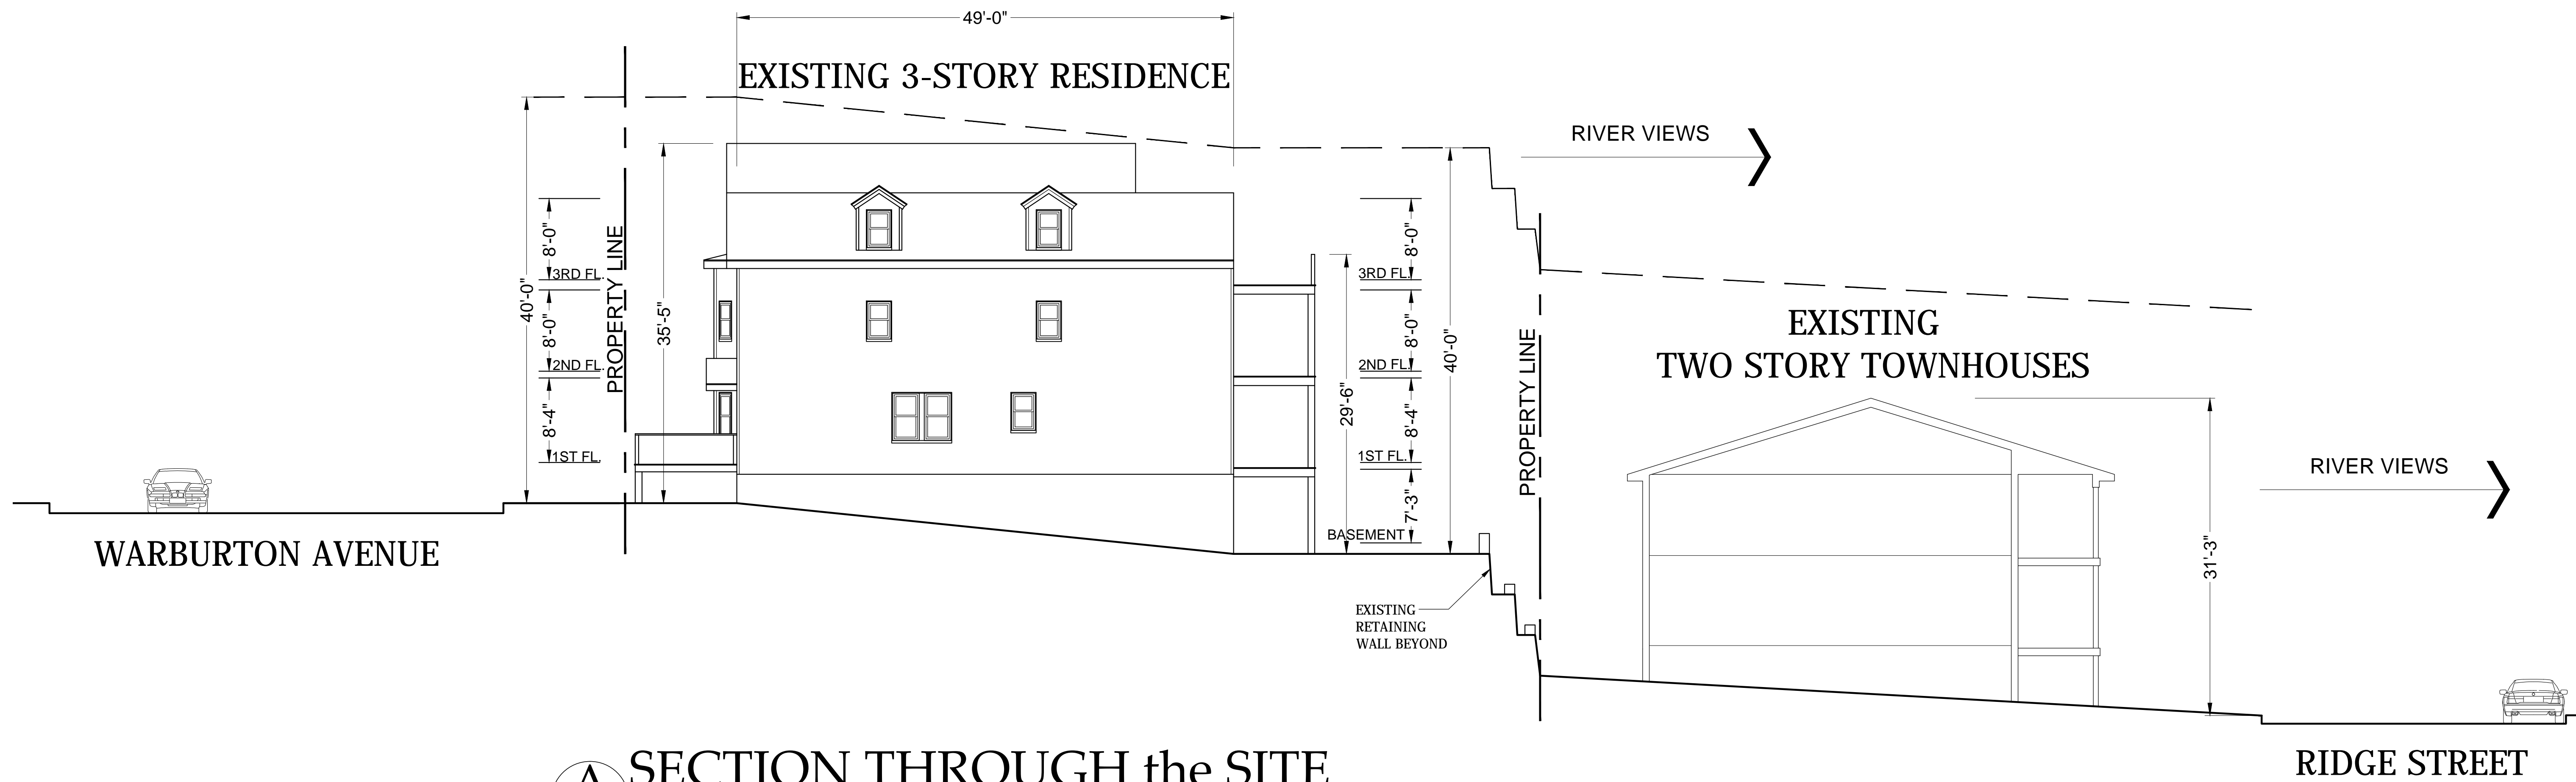 49'-0"
EXISTING 3-STORY RESIDENCE
RIVER VIEWS
40'-0"
8'-0"
3RD FL.
8'-0"
2ND FL.
8'-4"
1ST FL.
PROPERTY LINE
35'-5"
29'-6"
8'-0"
3RD FL.
8'-0"
2ND FL.
8'-4"
1ST FL.
7'-3"
BASEMENT
40'-0"
PROPERTY LINE
EXISTING
TWO STORY TOWNHOUSES
RIVER VIEWS
31'-3"
WARBURTON AVENUE
EXISTING
RETAINING
WALL BEYOND
RIDGE STREET
A
SECTION THROUGH the SITE